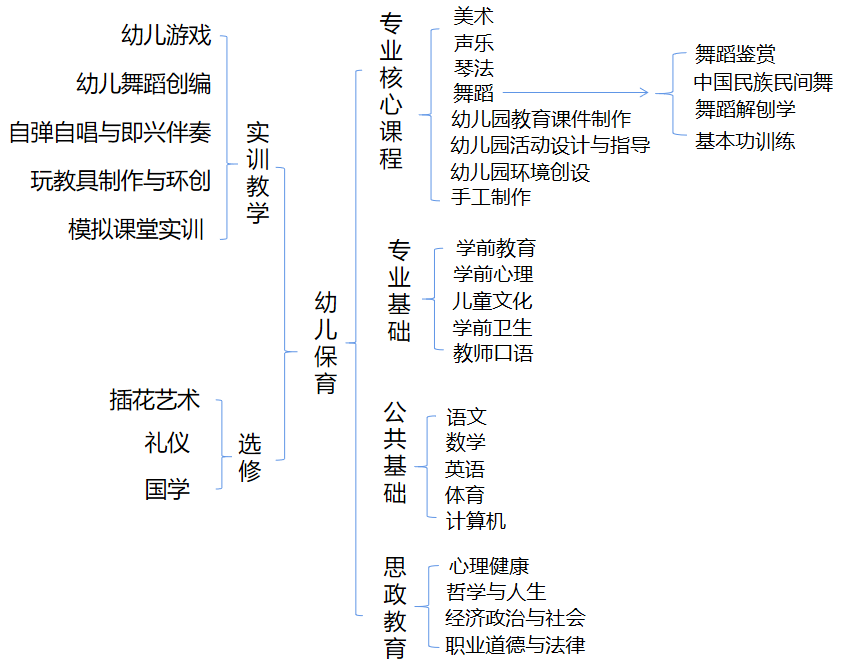 幼儿游戏
幼儿舞蹈创编
自弹自唱与即兴伴奏
玩教具制作与环创
模拟课堂实训
实训教学
插花艺术
礼仪
国学
选修
幼儿保育
专业核心课程
美术
声乐
琴法
舞蹈
幼儿园教育课件制作
幼儿园活动设计与指导
幼儿园环境创设
手工制作
舞蹈鉴赏
中国民族民间舞
舞蹈解刨学
基本功训练
专业基础
学前教育
学前心理
儿童文化
学前卫生
教师口语
公共基础
语文
数学
英语
体育
计算机
思政教育
心理健康
哲学与人生
经济政治与社会
职业道德与法律